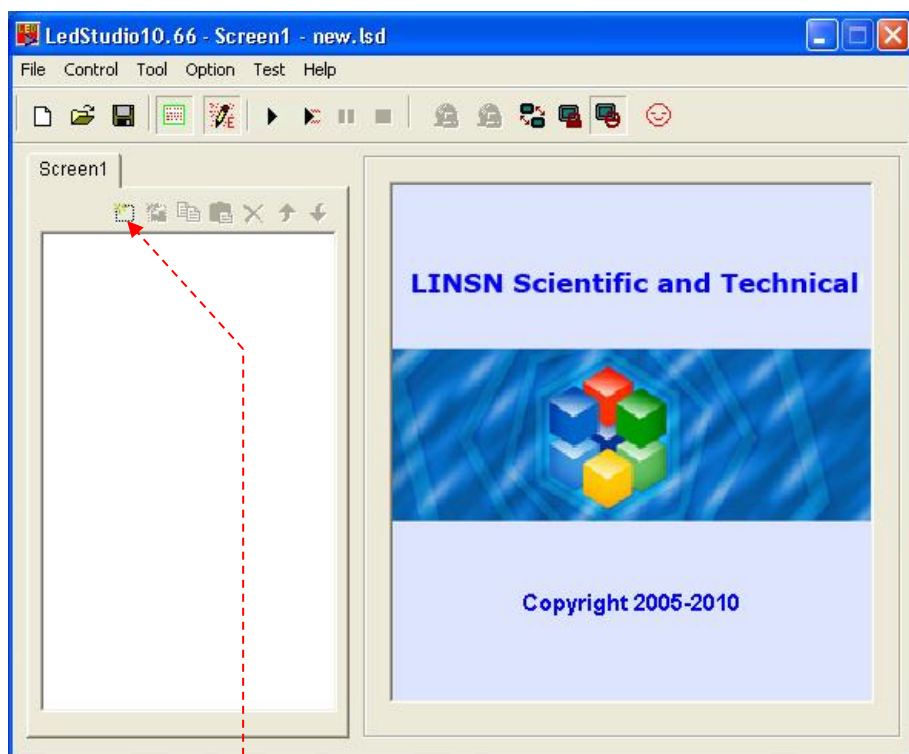 LedStudio10.66 - Screen1 - new.lsd
File Control Tool Option Test Help
Screen1
LINSN Scientific and Technical
Copyright 2005-2010